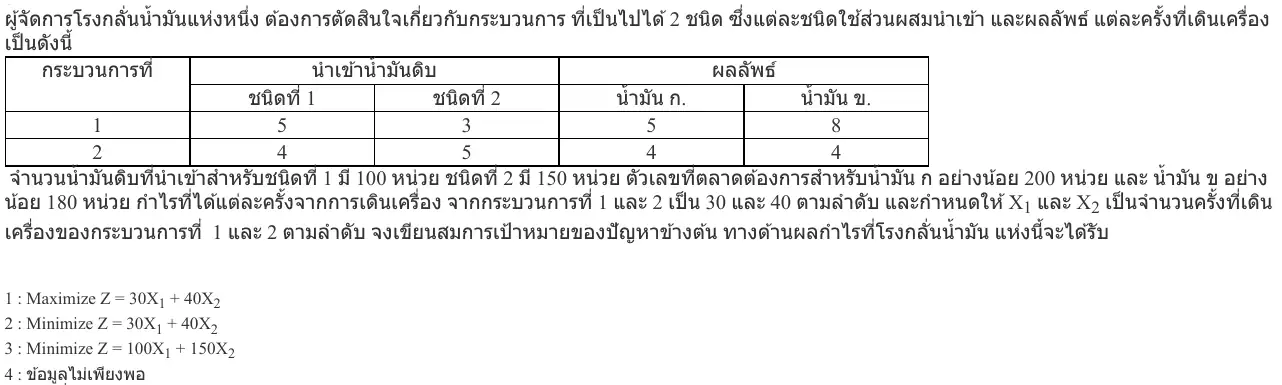 ผู้จัดการโรงกลั่นน้ำมันแห่งหนึ่ง ต้องการตัดสินใจเกี่ยวกับกระบวนการ ที่เป็นไปได้ 2 ชนิด ซึ่งแต่ละชนิดใช้ส่วนผสมนำเข้า และผลลัพธ์ แต่ละครั้งที่เดินเครื่อง
เป็นดังนี้
กระบวนการที่ นำเข้าน้ำมันดิบ ผลลัพธ์
ชนิดที่ 1 ชนิดที่ 2 น้ำมัน ก. น้ำมัน ข.
1 5 3 5 8
2 4 5 4 4
จำนวนน้ำมันดิบที่นำเข้าสำหรับชนิดที่ 1 มี 100 หน่วย ชนิดที่ 2 มี 150 หน่วย ตัวเลขที่ตลาดต้องการสำหรับน้ำมัน ก อย่างน้อย 200 หน่วย และ น้ำมัน ข อย่าง
น้อย 180 หน่วย กำไรที่ได้แต่ละครั้งจากการเดินเครื่อง จากกระบวนการที่ 1 และ 2 เป็น 30 และ 40 ตามลำดับ และกำหนดให้ X₁ และ X₂ เป็นจำนวนครั้งที่เดิน
เครื่องของกระบวนการที่ 1 และ 2 ตามลำดับ จงเขียนสมการเป้าหมายของปัญหาข้างต้น ทางด้านผลกำไรที่โรงกลั่นน้ำมัน แห่งนี้จะได้รับ
1 : Maximize Z = 30X₁ + 40X₂
2 : Minimize Z = 30X₁ + 40X₂
3 : Minimize Z = 100X₁ + 150X₂
4 : ข้อมูลไม่เพียงพอ